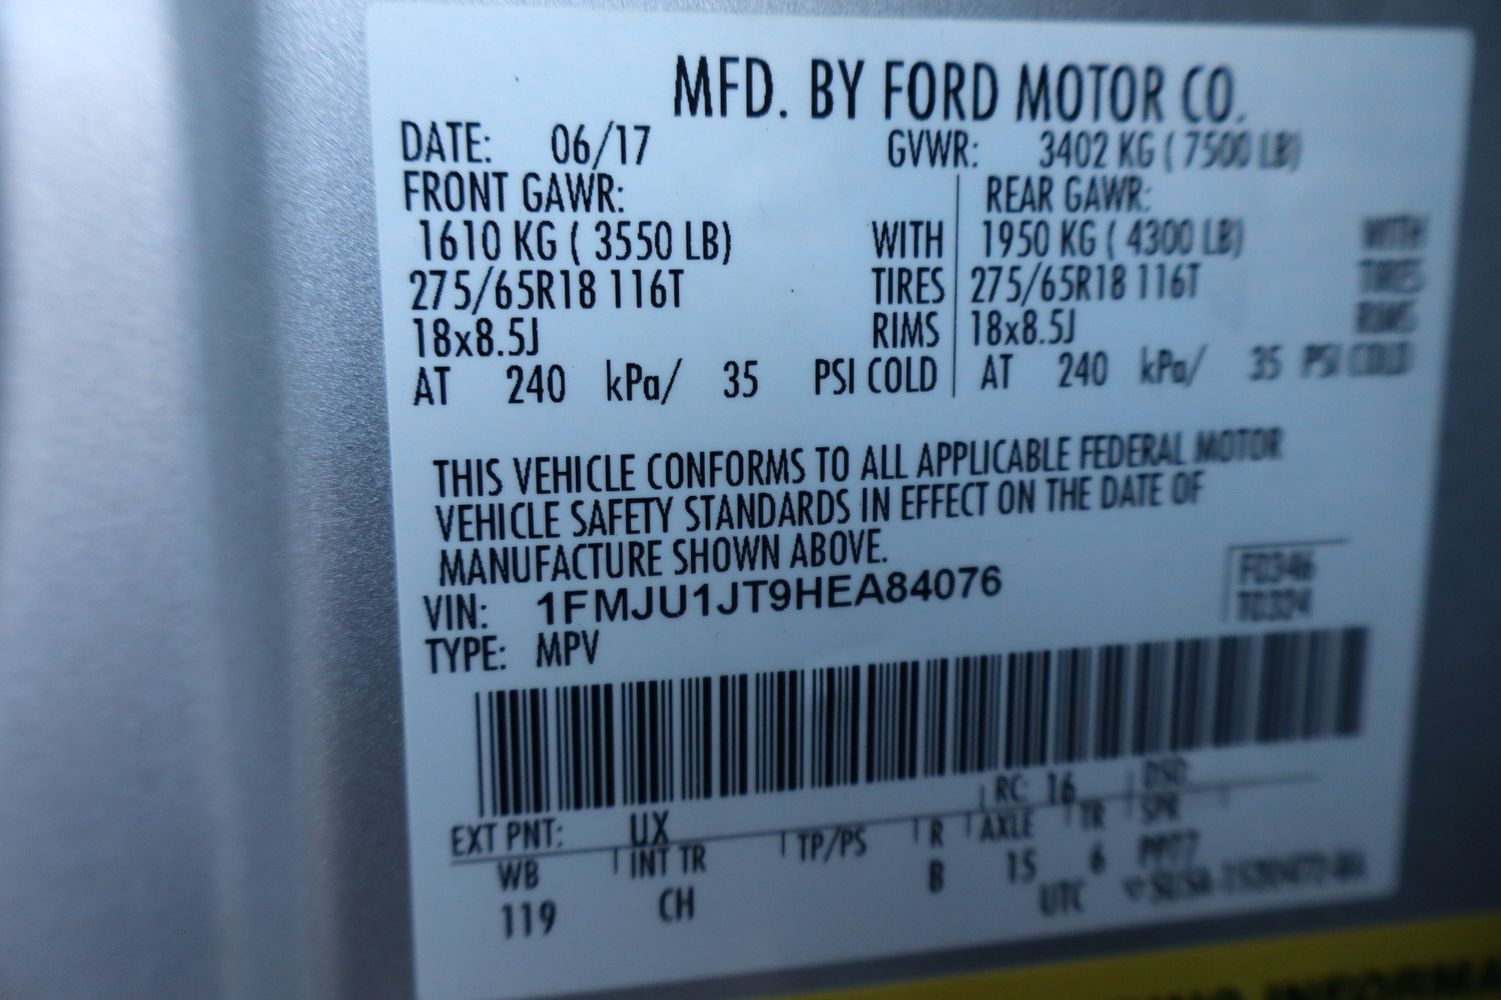 MFD. BY FORD MOTOR CO.
DATE: 06/17 GVWR: 3402 KG ( 7500 LB)
FRONT GAWR: REAR GAWR:
1610 KG ( 3550 LB) WITH 1950 KG ( 4300 LB) WITH
275/65R18 116T TIRES 275/65R18 116T TIRES
18x8.5J RIMS 18x8.5J RIMS
AT 240 kPa/ 35 PSI COLD AT 240 kPa/ 35 PSI COLD
THIS VEHICLE CONFORMS TO ALL APPLICABLE FEDERAL MOTOR
VEHICLE SAFETY STANDARDS IN EFFECT ON THE DATE OF
MANUFACTURE SHOWN ABOVE.
VIN: 1FMJU1JT9HEA84076
F0346
T0324
TYPE: MPV
EXT PNT: UX RC: 16 DSO:
WB INT TR TP/PS R AXLE TR SPR
119 CH B 15 6
UTC